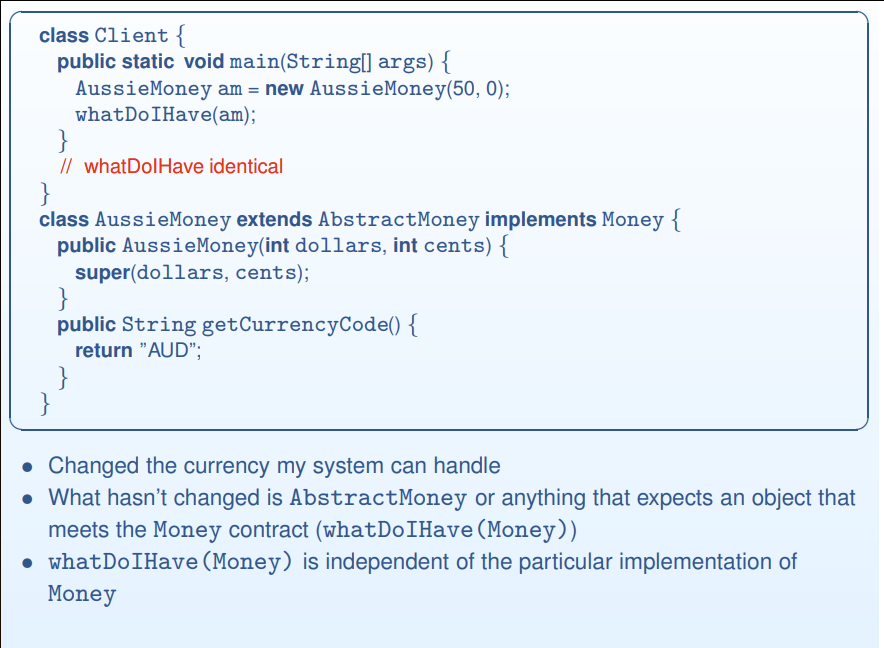 class Client {
public static void main(String[] args) {
AussieMoney am = new AussieMoney(50, 0);
whatDoIHave(am);
}
// whatDoIHave identical
}
class AussieMoney extends AbstractMoney implements Money {
public AussieMoney(int dollars, int cents) {
super(dollars, cents);
}
public String getCurrencyCode() {
return ”AUD”;
}
}
• Changed the currency my system can handle
• What hasn’t changed is AbstractMoney or anything that expects an object that
meets the Money contract (whatDoIHave(Money))
• whatDoIHave(Money) is independent of the particular implementation of
Money